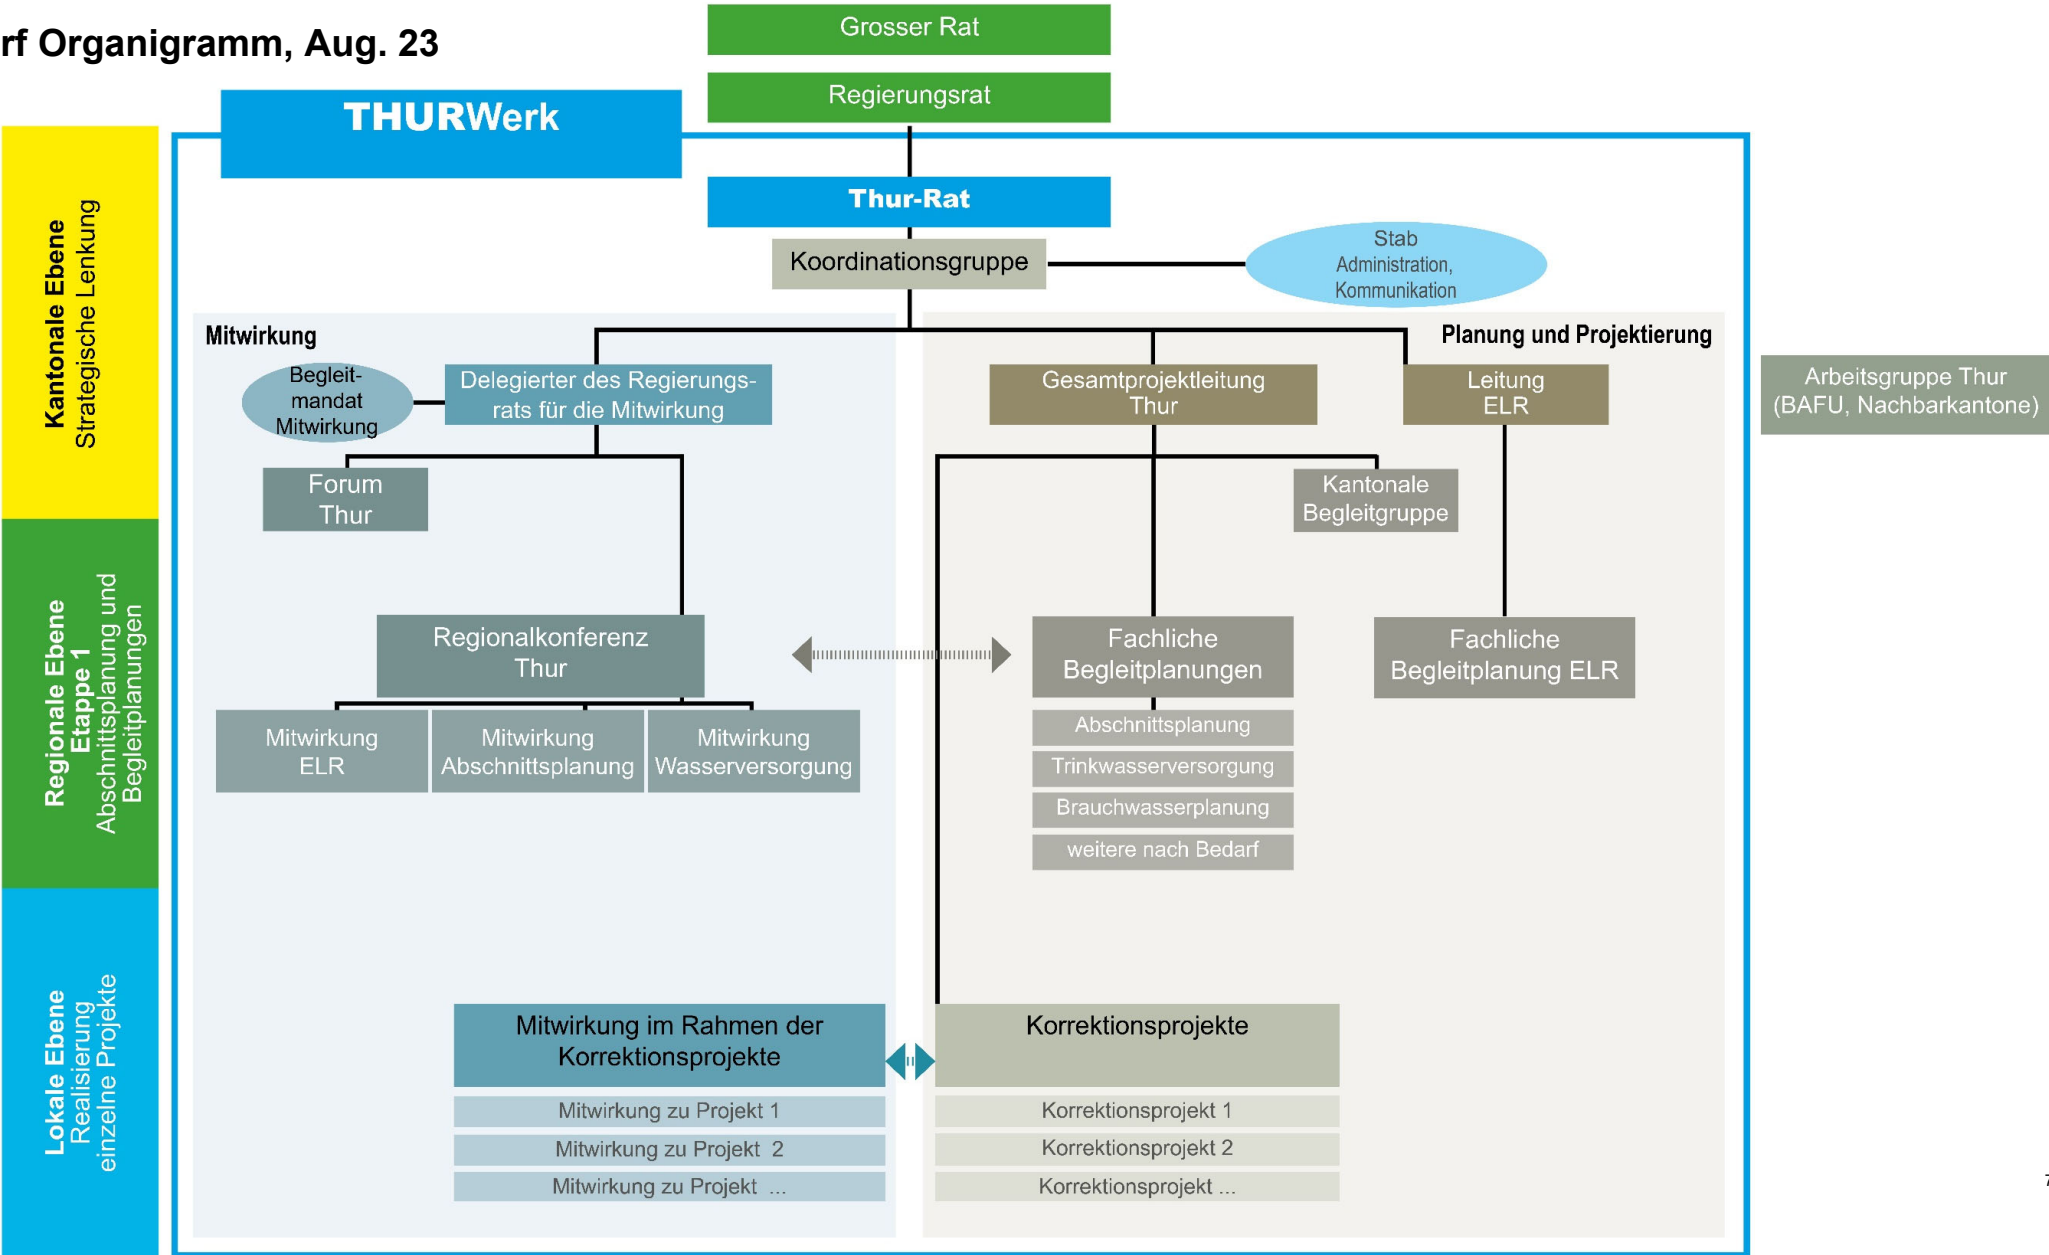 rf Organigramm, Aug. 23
Grosser Rat
Regierungsrat
THURWerk
Thur-Rat
Koordinationsgruppe
Stab
Administration,
Kommunikation
Kantonale Ebene
Strategische Lenkung
Mitwirkung
Planung und Projektierung
Begleit-
mandat
Mitwirkung
Delegierter des Regierungs-
rats für die Mitwirkung
Gesamtprojektleitung
Thur
Leitung
ELR
Arbeitsgruppe Thur
(BAFU, Nachbarkantone)
Forum
Thur
Kantonale
Begleitgruppe
Regionale Ebene
Etappe 1
Abschnittsplanung und
Begleitplanungen
Regionalkonferenz
Thur
Fachliche
Begleitplanungen
Fachliche
Begleitplanung ELR
Mitwirkung
ELR
Mitwirkung
Abschnittsplanung
Mitwirkung
Wasserversorgung
Abschnittsplanung
Trinkwasserversorgung
Brauchwasserplanung
weitere nach Bedarf
Lokale Ebene
Realisierung
einzelne Projekte
Mitwirkung im Rahmen der
Korrektionsprojekte
Korrektionsprojekte
Mitwirkung zu Projekt 1
Mitwirkung zu Projekt 2
Mitwirkung zu Projekt ...
Korrektionsprojekt 1
Korrektionsprojekt 2
Korrektionsprojekt ...